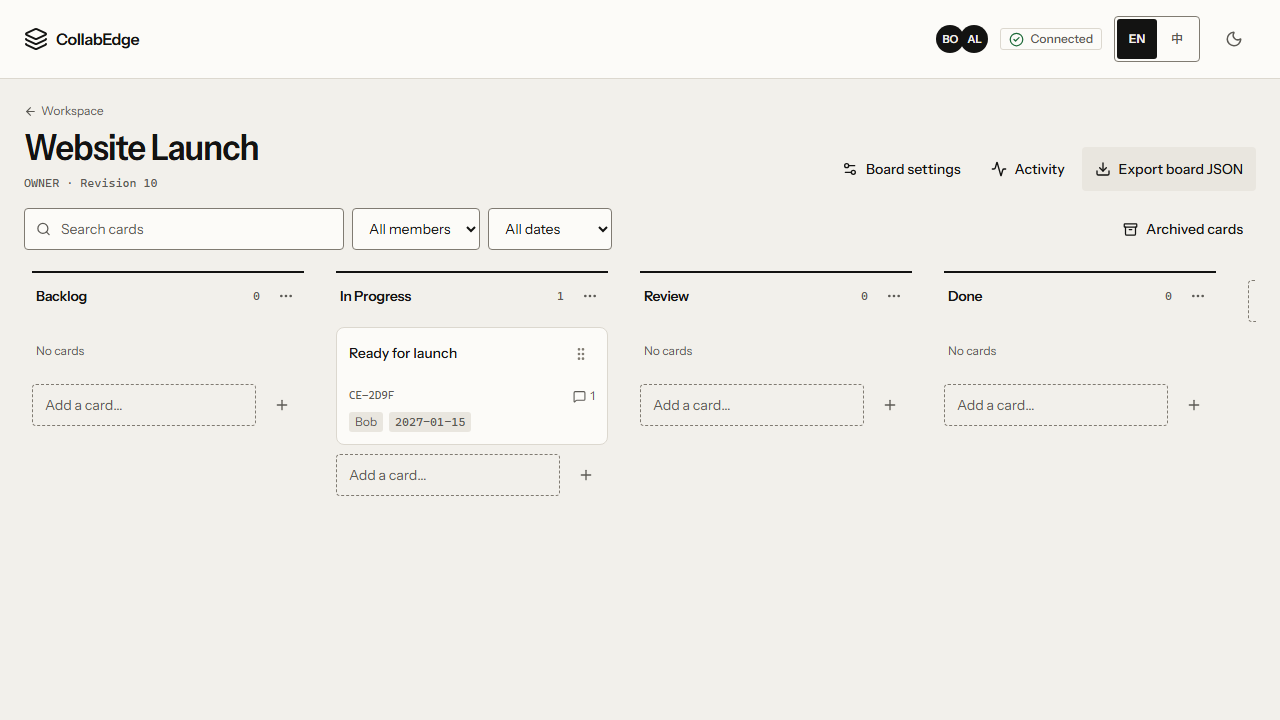 CollabEdge
BO AL Connected EN 中
Workspace
Website Launch
OWNER · Revision 10
Board settings Activity Export board JSON
Search cards All members All dates Archived cards
Backlog 0 In Progress 1 Review 0 Done 0
No cards Ready for launch No cards No cards
CE-2D9F 1
Bob 2027-01-15
Add a card... Add a card... Add a card...
Add a card...